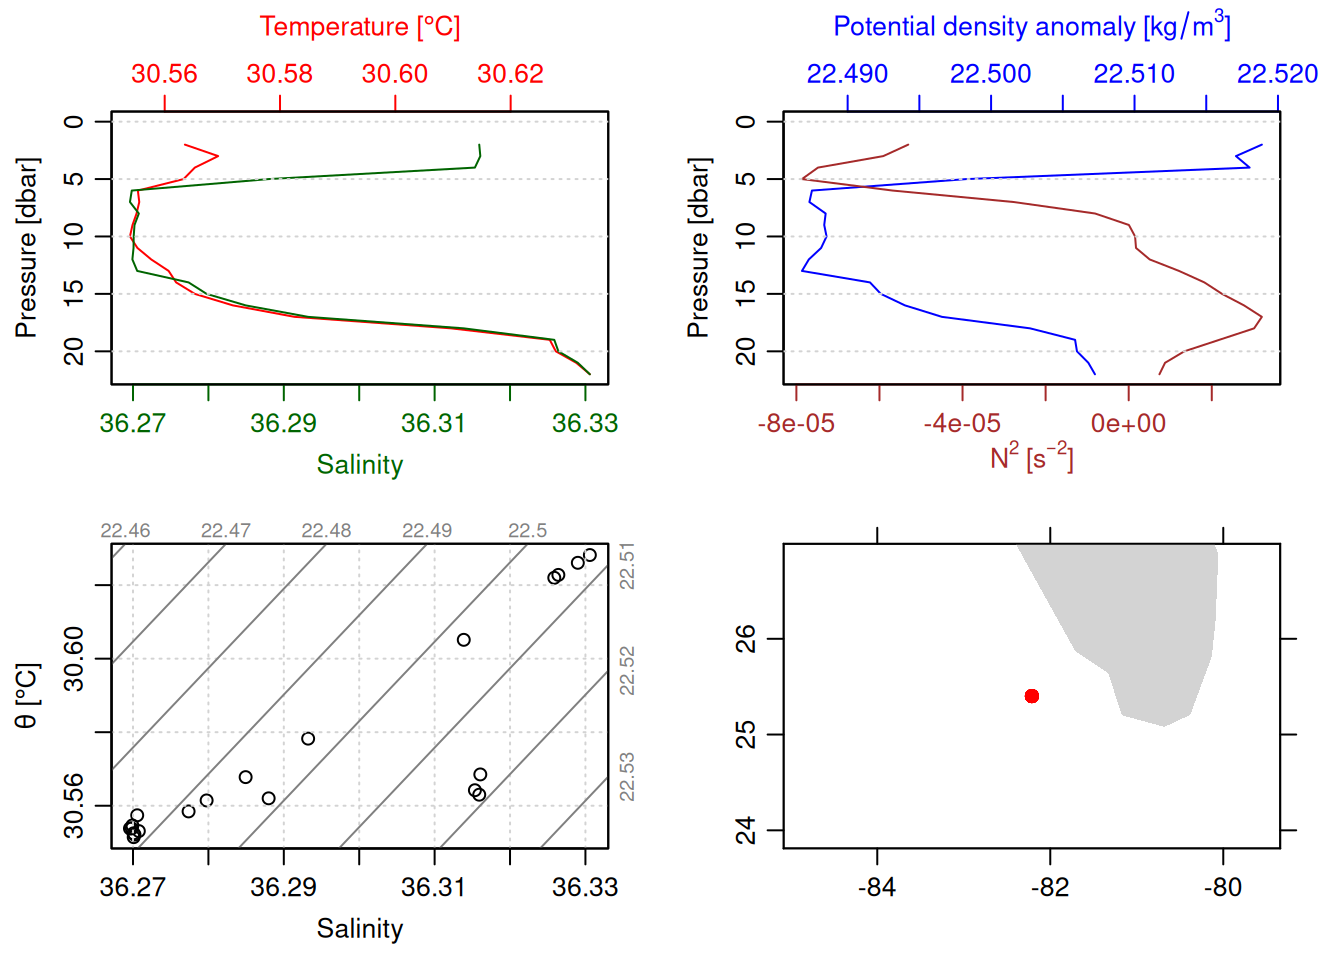 Temperature [°C]
30.56 30.58 30.60 30.62
Pressure [dbar]
0 5 10 15 20
36.27 36.29 36.31 36.33
Salinity
Potential density anomaly [kg/m³]
22.490 22.500 22.510 22.520
Pressure [dbar]
0 5 10 15 20
-8e-05 -4e-05 0e+00
N² [s⁻²]
22.46 22.47 22.48 22.49 22.5
22.51 22.52 22.53
θ [°C]
30.60 30.56
36.27 36.29 36.31 36.33
Salinity
26 25 24
-84 -82 -80